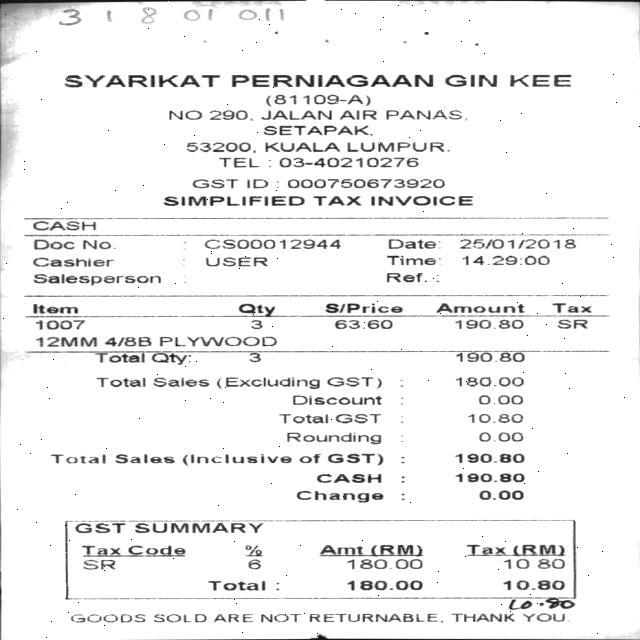 3 1 8 01 011
SYARIKAT PERNIAGAAN GIN KEE
(81109-A)
NO 290, JALAN AIR PANAS,
SETAPAK,
53200, KUALA LUMPUR.
TEL : 03-40210276
GST ID : 000750673920
SIMPLIFIED TAX INVOICE
CASH
Doc No. : CS00012944 Date: 25/01/2018
Cashier : USER Time: 14.29:00
Salesperson : Ref. :
Item Qty S/Price Amount Tax
1007 3 63.60 190.80 SR
12MM 4/8B PLYWOOD
Total Qty: 3 190.80
Total Sales (Excluding GST) : 180.00
Discount : 0.00
Total GST : 10.80
Rounding : 0.00
Total Sales (Inclusive of GST) : 190.80
CASH : 190.80
Change : 0.00
GST SUMMARY
Tax Code % Amt (RM) Tax (RM)
SR 6 180.00 10.80
Total : 180.00 10.80
10.80
GOODS SOLD ARE NOT RETURNABLE, THANK YOU.